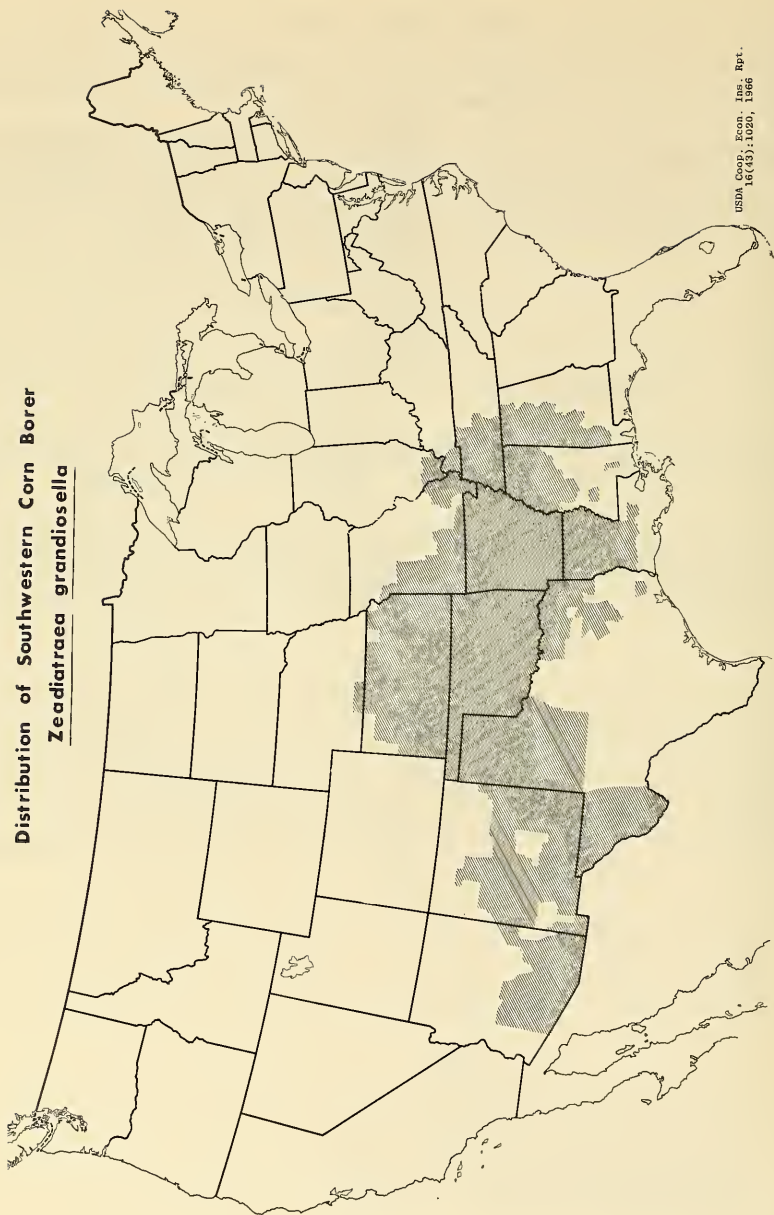 Distribution of Southwestern Corn Borer
Zeadiatraea grandiosella
USDA Coop. Econ. Ins. Rpt.
16(43):1020, 1966